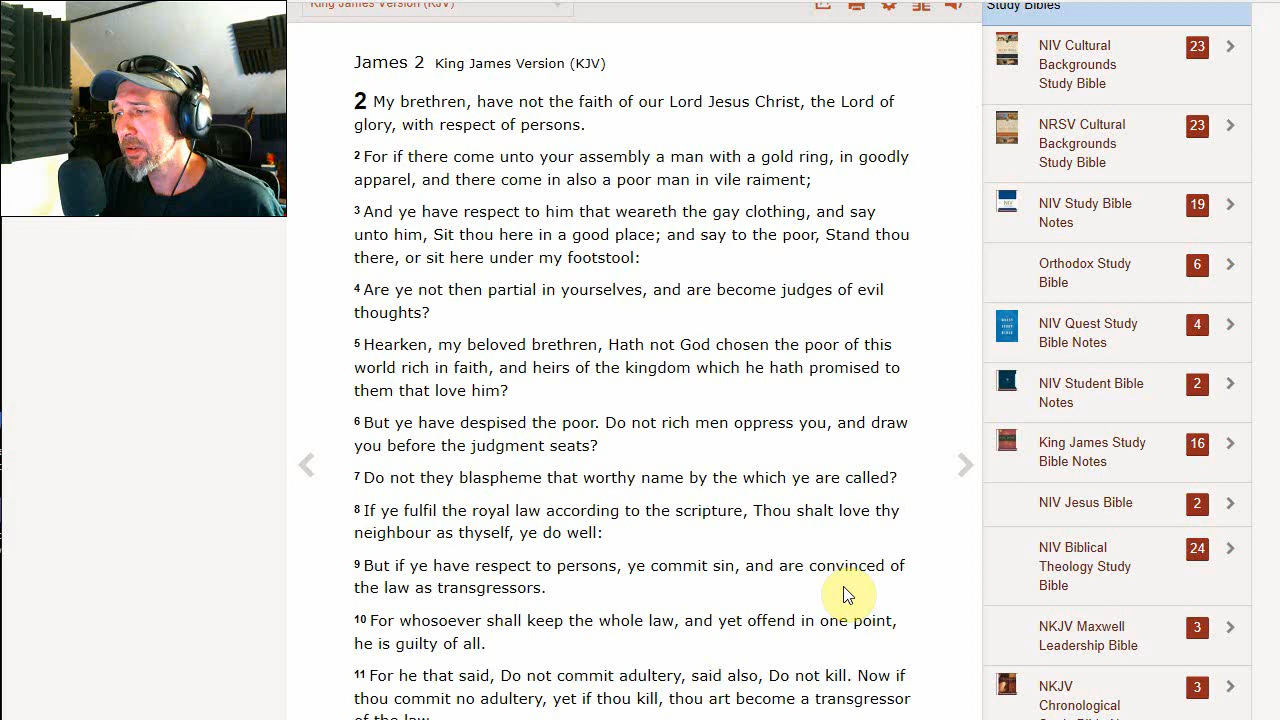 King James Version (KJV)
Study Bibles
James 2 King James Version (KJV)
2 My brethren, have not the faith of our Lord Jesus Christ, the Lord of
glory, with respect of persons.
2 For if there come unto your assembly a man with a gold ring, in goodly
apparel, and there come in also a poor man in vile raiment;
3 And ye have respect to him that weareth the gay clothing, and say
unto him, Sit thou here in a good place; and say to the poor, Stand thou
there, or sit here under my footstool:
4 Are ye not then partial in yourselves, and are become judges of evil
thoughts?
5 Hearken, my beloved brethren, Hath not God chosen the poor of this
world rich in faith, and heirs of the kingdom which he hath promised to
them that love him?
6 But ye have despised the poor. Do not rich men oppress you, and draw
you before the judgment seats?
7 Do not they blaspheme that worthy name by the which ye are called?
8 If ye fulfil the royal law according to the scripture, Thou shalt love thy
neighbour as thyself, ye do well:
9 But if ye have respect to persons, ye commit sin, and are convinced of
the law as transgressors.
10 For whosoever shall keep the whole law, and yet offend in one point,
he is guilty of all.
11 For he that said, Do not commit adultery, said also, Do not kill. Now if
thou commit no adultery, yet if thou kill, thou art become a transgressor
of the law.
NIV Cultural
Backgrounds
Study Bible
23
NRSV Cultural
Backgrounds
Study Bible
23
NIV Study Bible
Notes
19
Orthodox Study
Bible
6
NIV Quest Study
Bible Notes
4
NIV Student Bible
Notes
2
King James Study
Bible Notes
16
NIV Jesus Bible
2
NIV Biblical
Theology Study
Bible
24
NKJV Maxwell
Leadership Bible
3
NKJV
Chronological
3